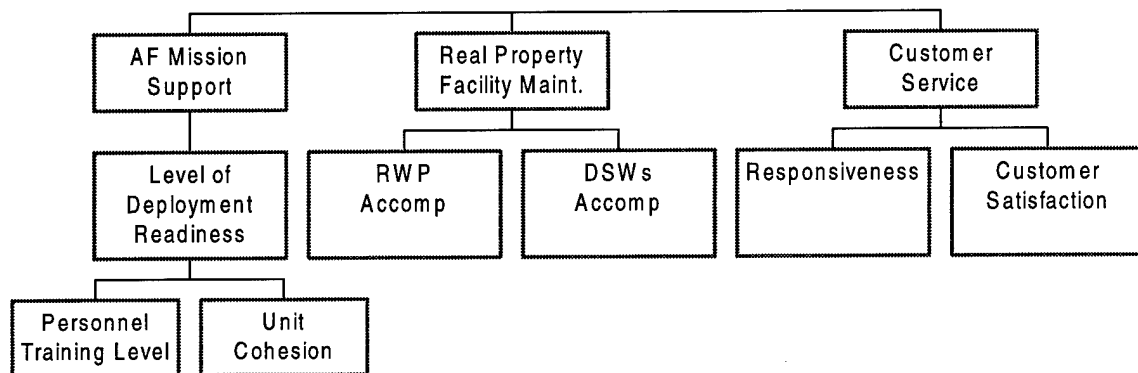 AF Mission
Support
Real Property
Facility Maint.
Customer
Service
Level of
Deployment
Readiness
RWP
Accomp
DSWs
Accomp
Responsiveness
Customer
Satisfaction
Personnel
Training Level
Unit
Cohesion